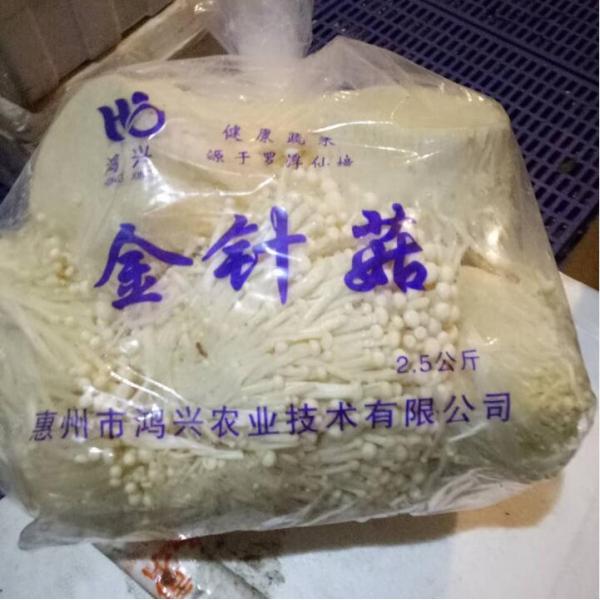 健康蔬菜
鸿兴
源于罗浮仙境
金针菇
2.5公斤
惠州市鸿兴农业技术有限公司